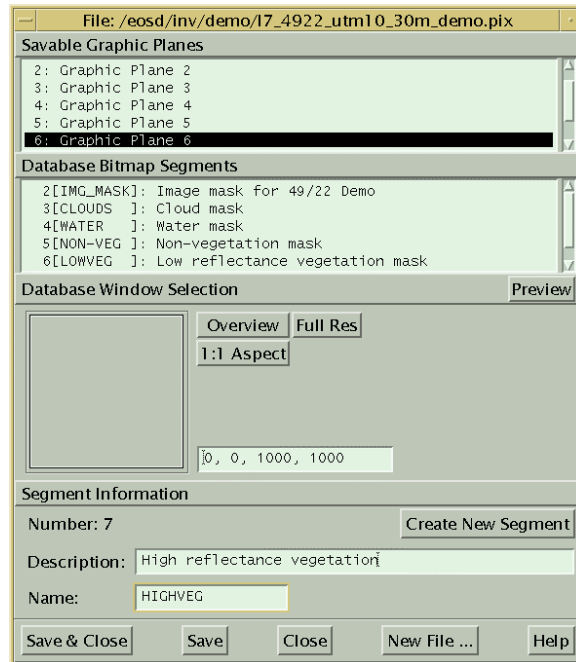 File: /eosd/inv/demo/l7_4922_utm10_30m_demo.pix
Savable Graphic Planes
2: Graphic Plane 2
3: Graphic Plane 3
4: Graphic Plane 4
5: Graphic Plane 5
6: Graphic Plane 6
Database Bitmap Segments
2[IMG_MASK]: Image mask for 49/22 Demo
3[CLOUDS  ]: Cloud mask
4[WATER   ]: Water mask
5[NON-VEG ]: Non-vegetation mask
6[LOWVEG  ]: Low reflectance vegetation mask
Database Window Selection Preview
Overview Full Res
1:1 Aspect
0, 0, 1000, 1000
Segment Information
Number: 7 Create New Segment
Description: High reflectance vegetation
Name: HIGHVEG
Save & Close Save Close New File ... Help